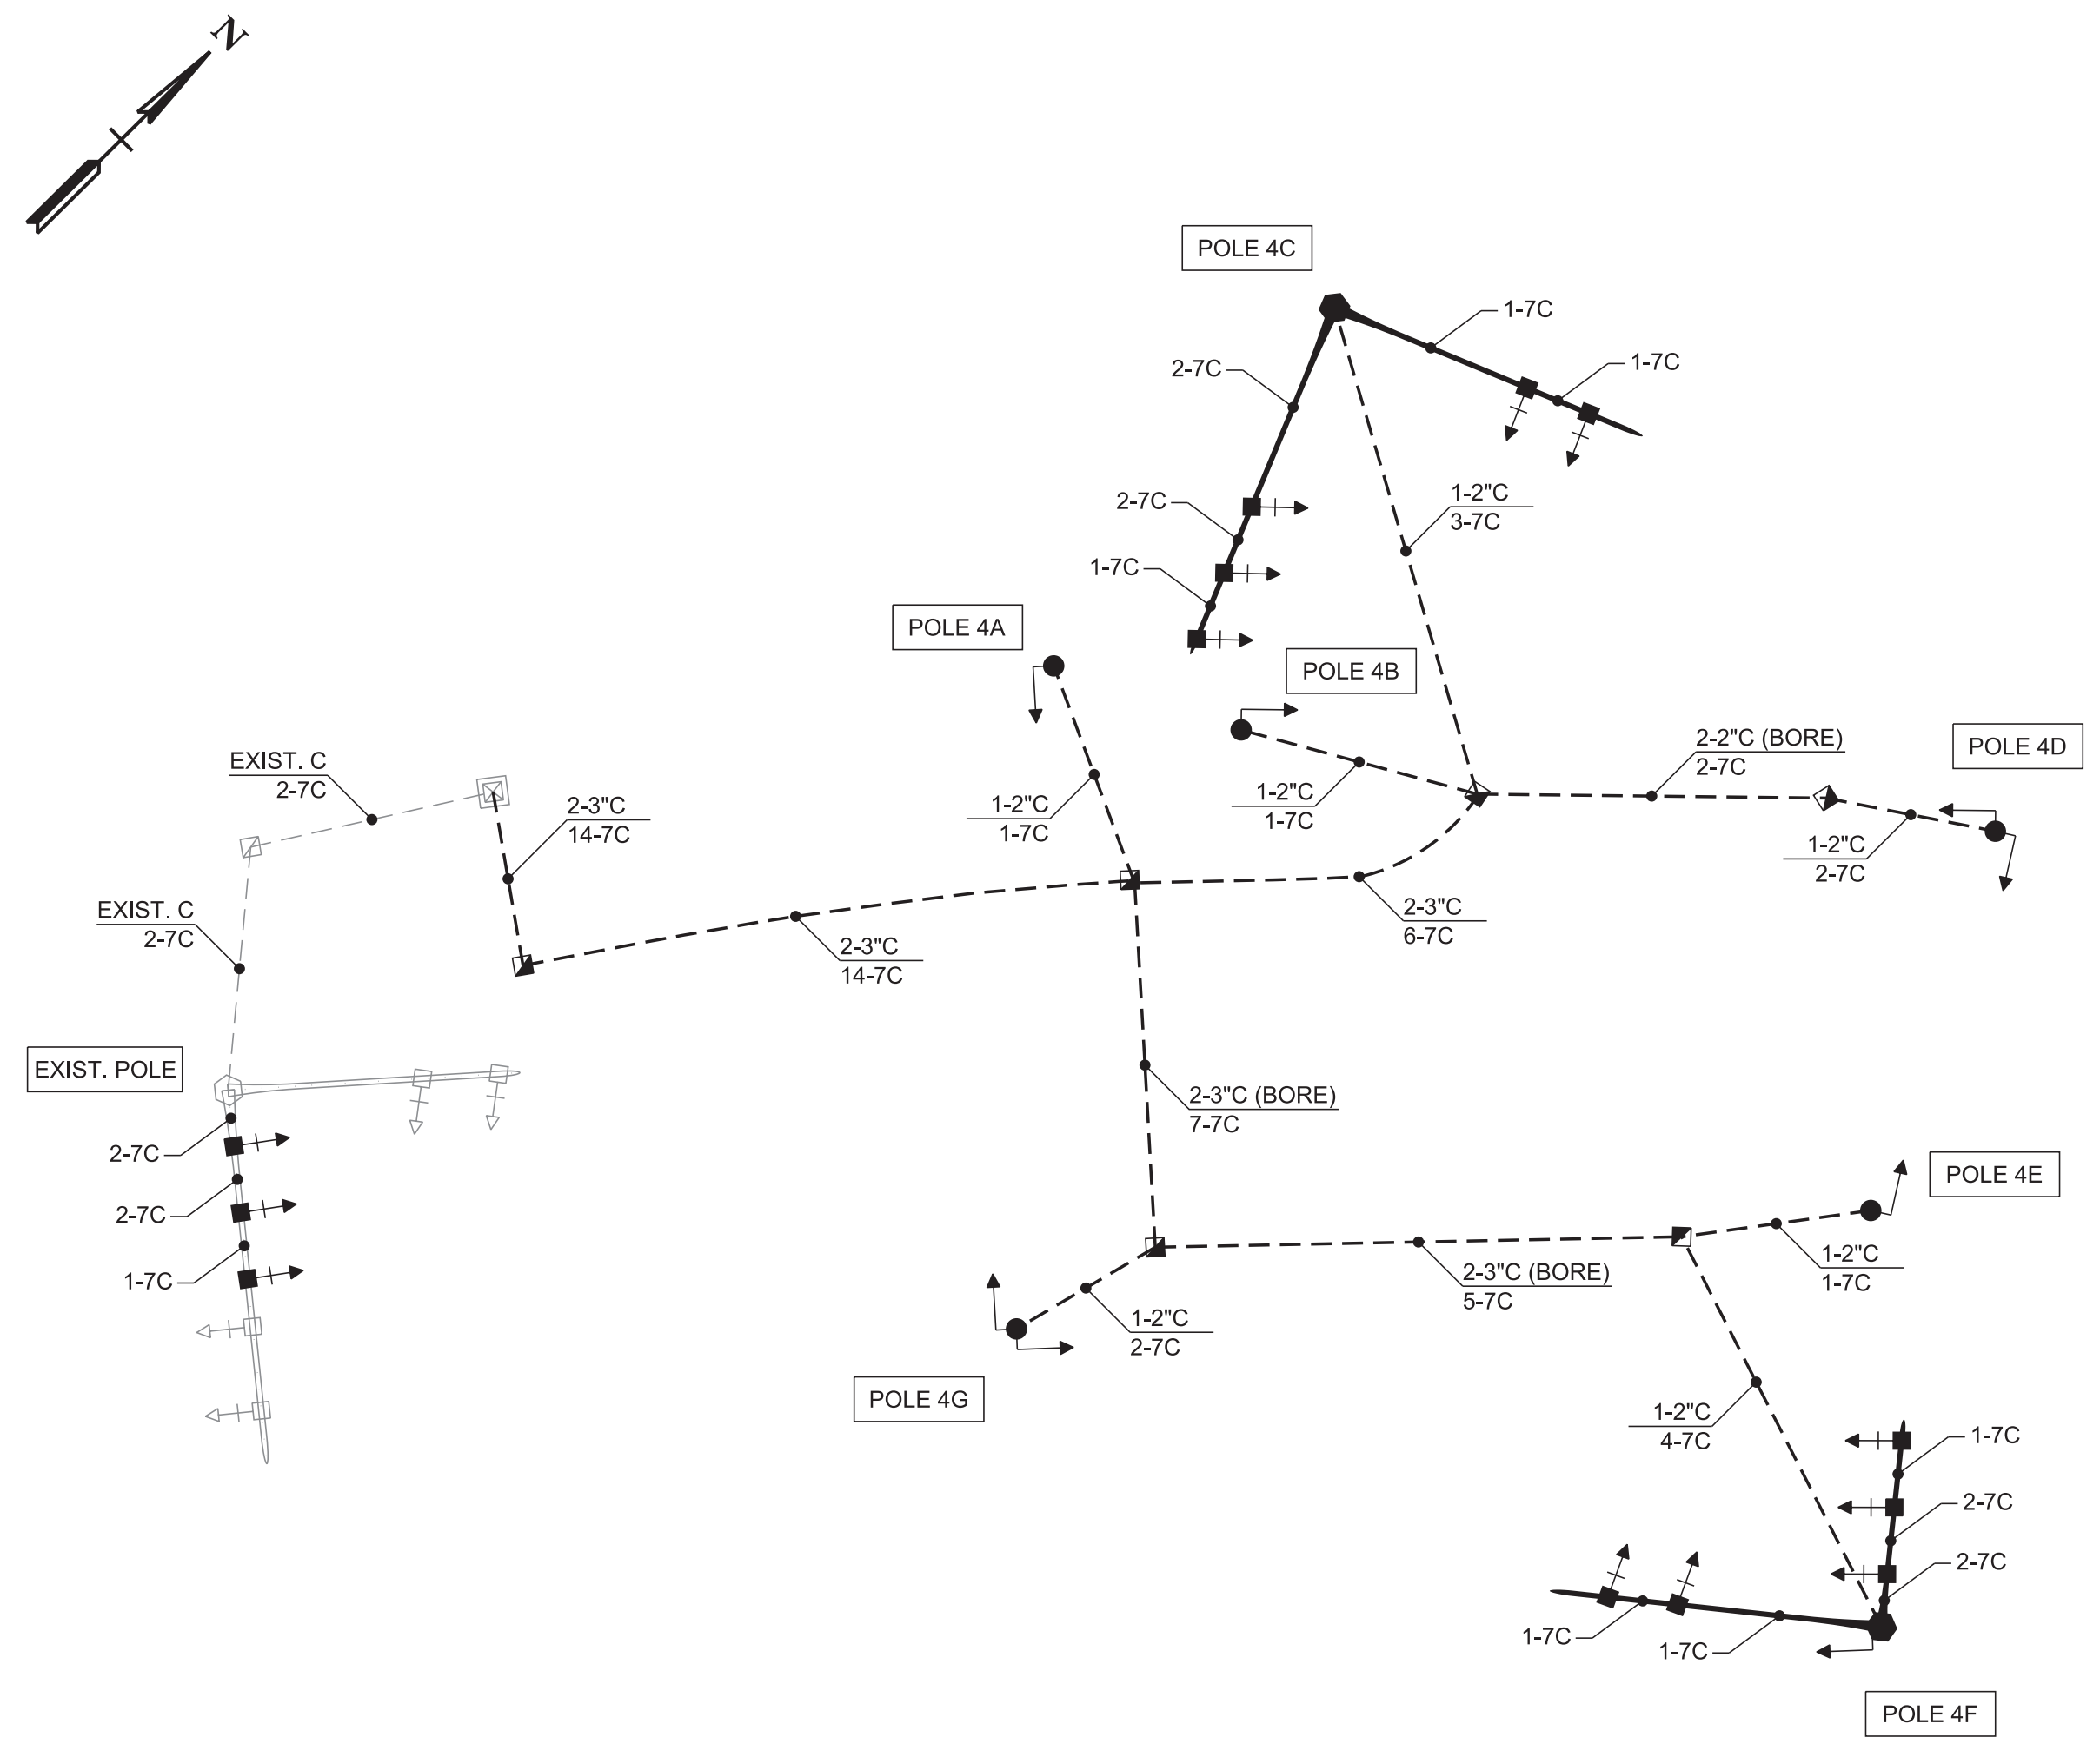 N
POLE 4C
1-7C
1-7C
2-7C
2-7C
1-7C
1-2"C
3-7C
POLE 4A
POLE 4B
2-2"C (BORE)
2-7C
POLE 4D
EXIST. C
2-7C
2-3"C
14-7C
1-2"C
1-7C
1-2"C
1-7C
1-2"C
2-7C
EXIST. C
2-7C
2-3"C
14-7C
2-3"C
6-7C
EXIST. POLE
2-3"C (BORE)
7-7C
2-7C
2-7C
1-7C
POLE 4E
1-2"C
1-7C
2-3"C (BORE)
5-7C
1-2"C
2-7C
POLE 4G
1-2"C
4-7C
1-7C
2-7C
2-7C
1-7C
1-7C
POLE 4F